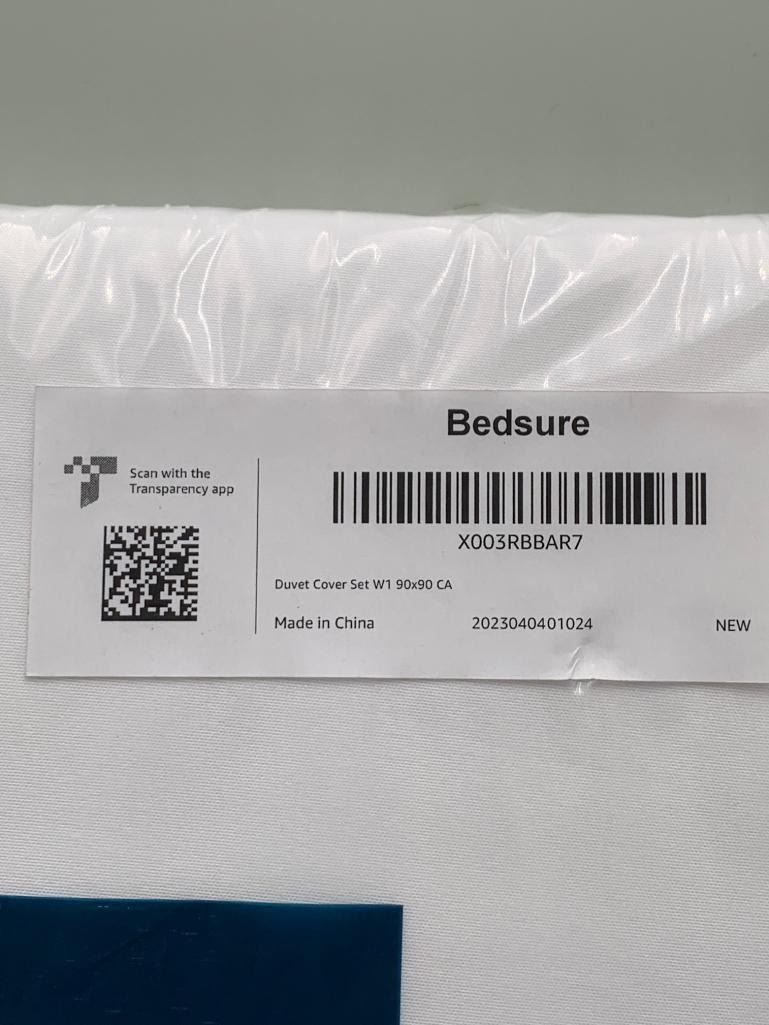 Bedsure
Scan with the
Transparency app
X003RBBAR7
Duvet Cover Set W1 90x90 CA
Made in China 2023040401024 NEW